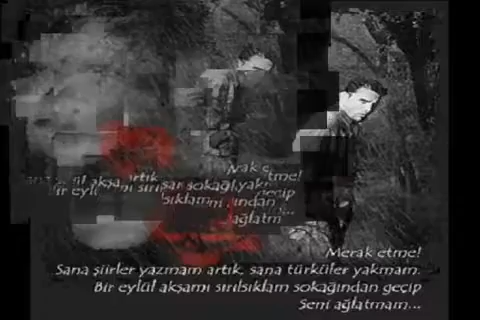 Merak etme!
Sana şiirler yazmam artık, sana türküler yakmam.
Bir eylül akşamı sırılsıklam sokağından geçip
Seni ağlatmam...